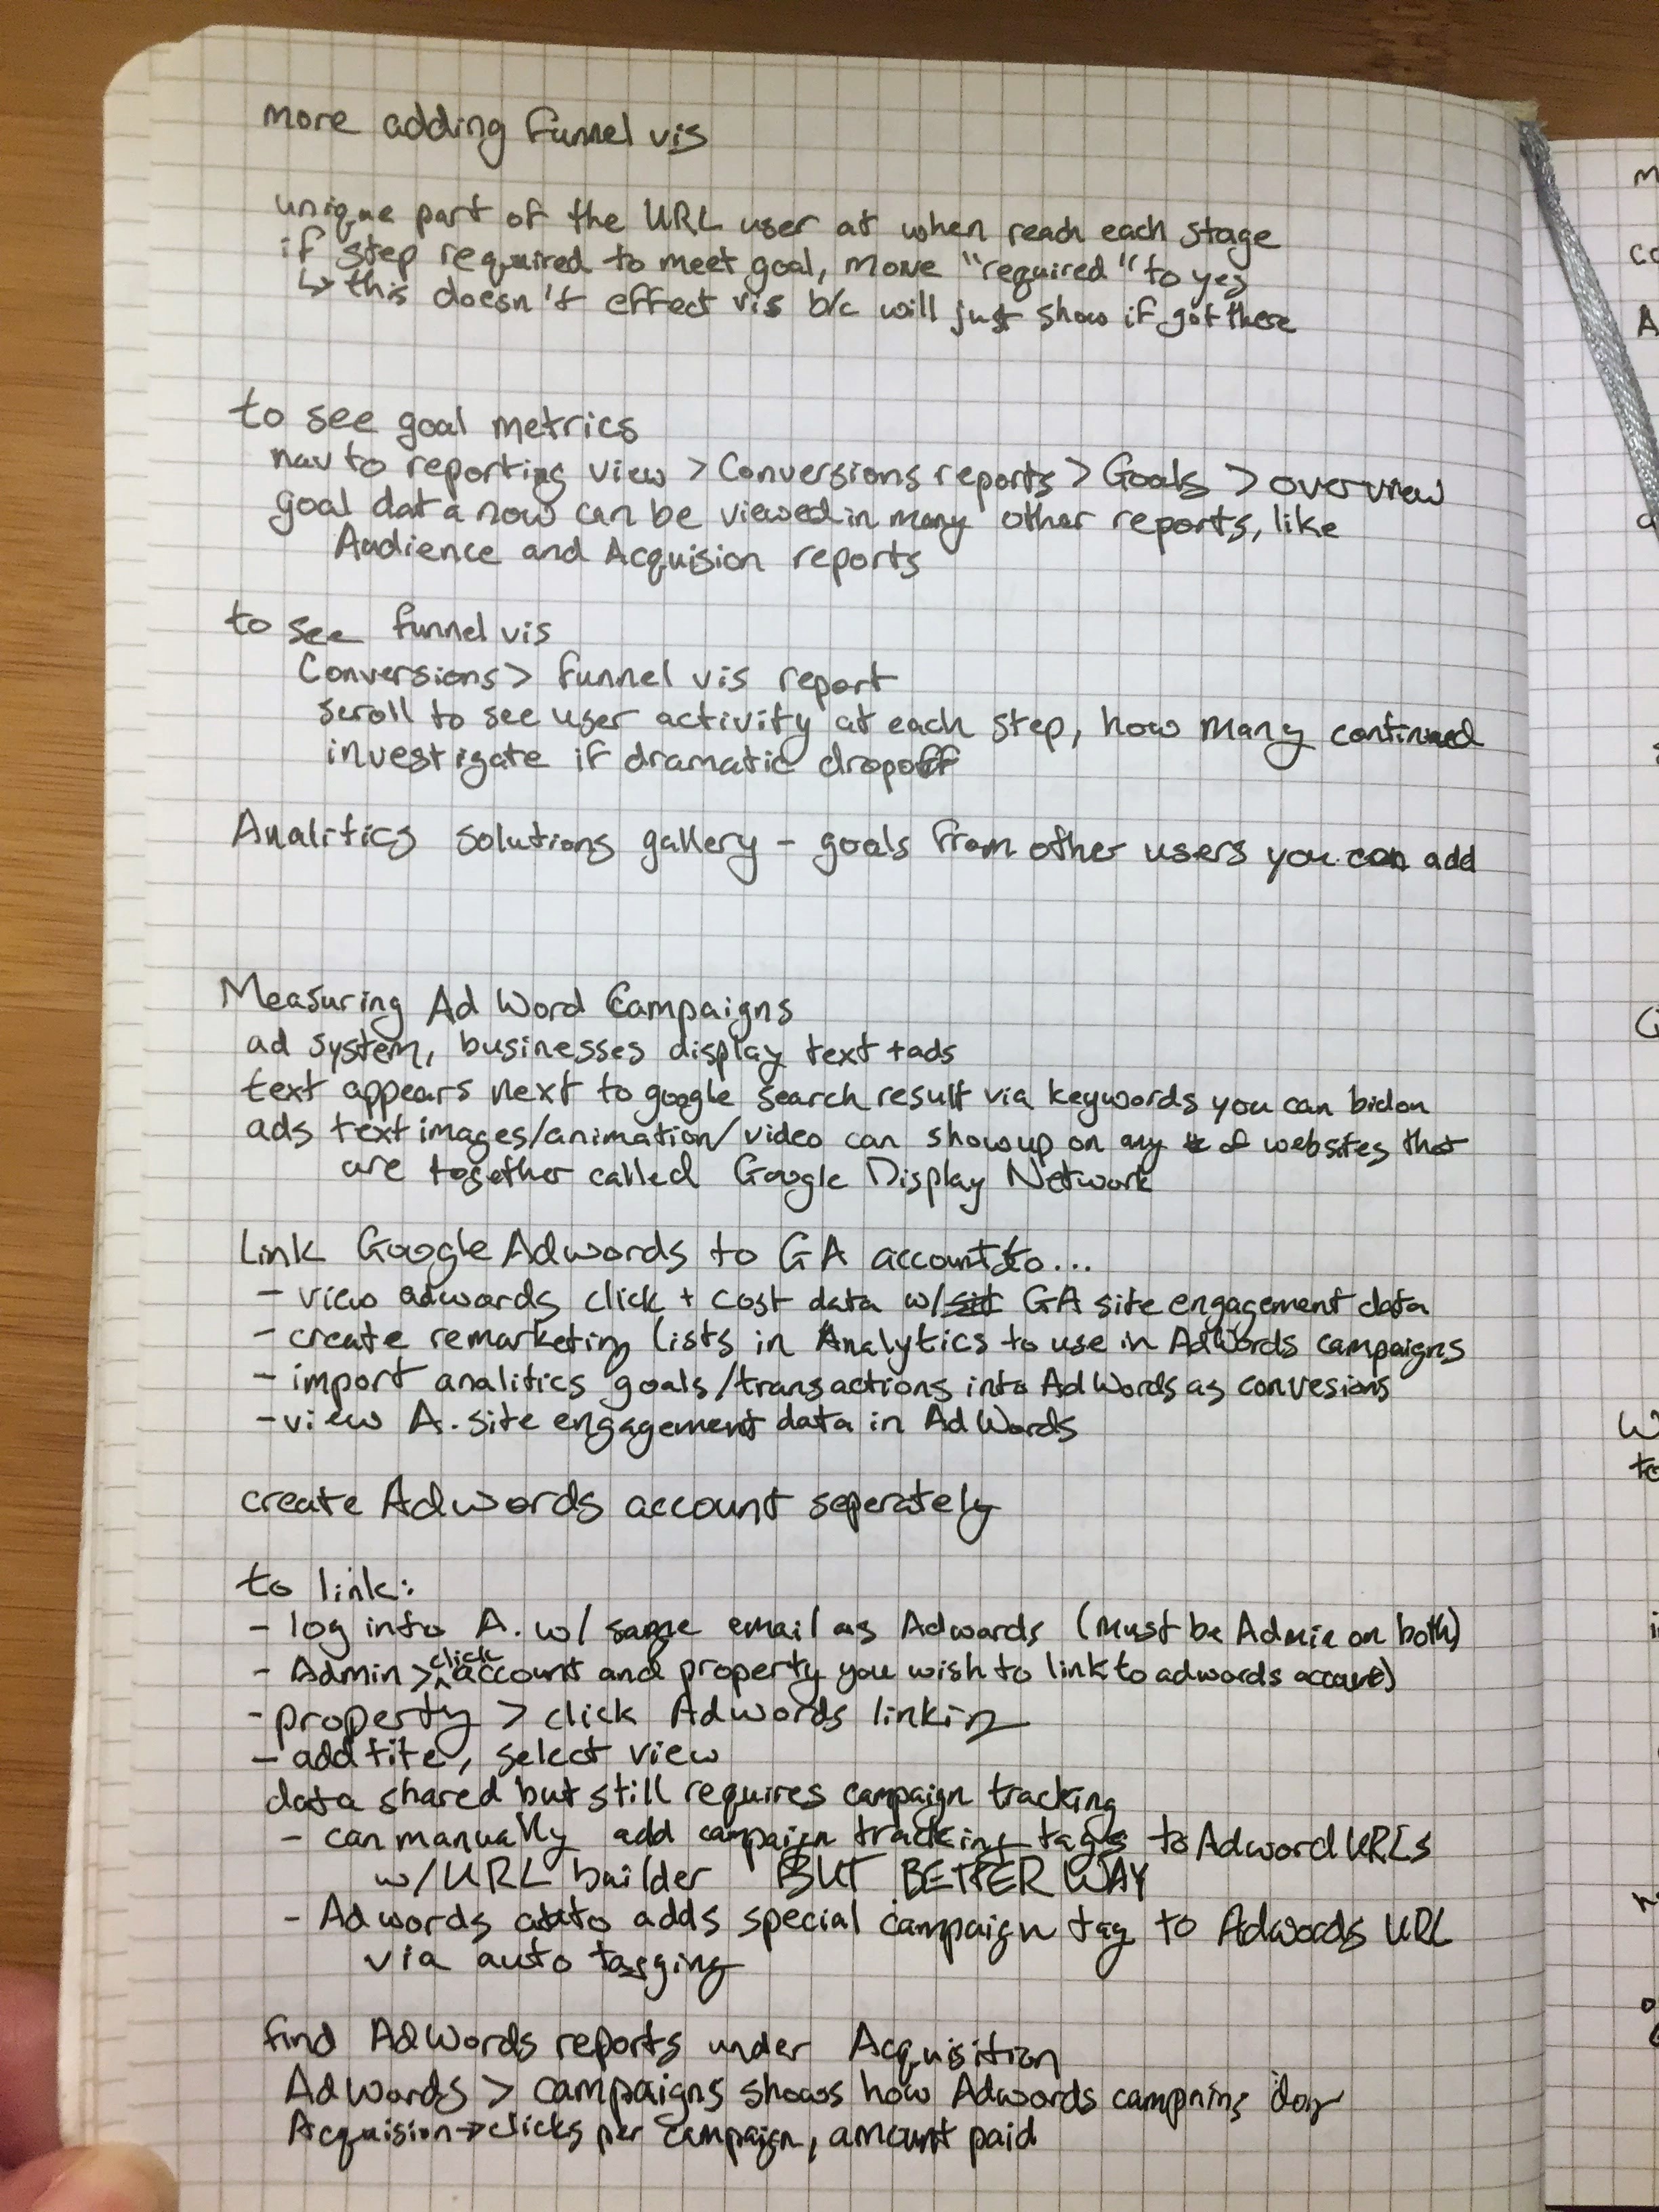 more adding funnel vis
unique part of the URL user at when reach each stage
if step required to meet goal, move "required" to yes
↳ this doesn't effect vis b/c will just show if got there
to see goal metrics
nav to reporting view > Conversions reports > Goals > overview
goal data now can be viewed in many other reports, like
Audience and Acquision reports
to see funnel vis
Conversions > funnel vis report
scroll to see user activity at each step, how many continued
investigate if dramatic dropoff
Analitics solutions gallery - goals from other users you can add
Measuring Ad Word Campaigns
ad system, businesses display text + ads
text appears next to google search result via keywords you can bid on
ads text images/animation/video can show up on any # of websites that
are together called Google Display Network
Link Google Adwords to GA account to...
- view adwords click + cost data w/ GA site engagement data
- create remarketing lists in Analytics to use in AdWords campaigns
- import analitics goals/transactions into AdWords as convesions
- view A. site engagement data in AdWords
create Adwords account seperately
to link:
- log into A. w/ same email as Adwords (must be Admin on both)
- Admin > click account and property you wish to link to adwords account)
- property > click Adwords linking
- add title, select view
data shared but still requires campaign tracking
- can manually add campaign tracking tags to Adword URLs
w/ URL builder BUT BETTER WAY
- Adwords auto adds special campaign tag to Adwords URL
via auto tagging
find AdWords reports under Acquisition
AdWords > campaigns shows how Adwords
Acquision → clicks per campaign, amount paid